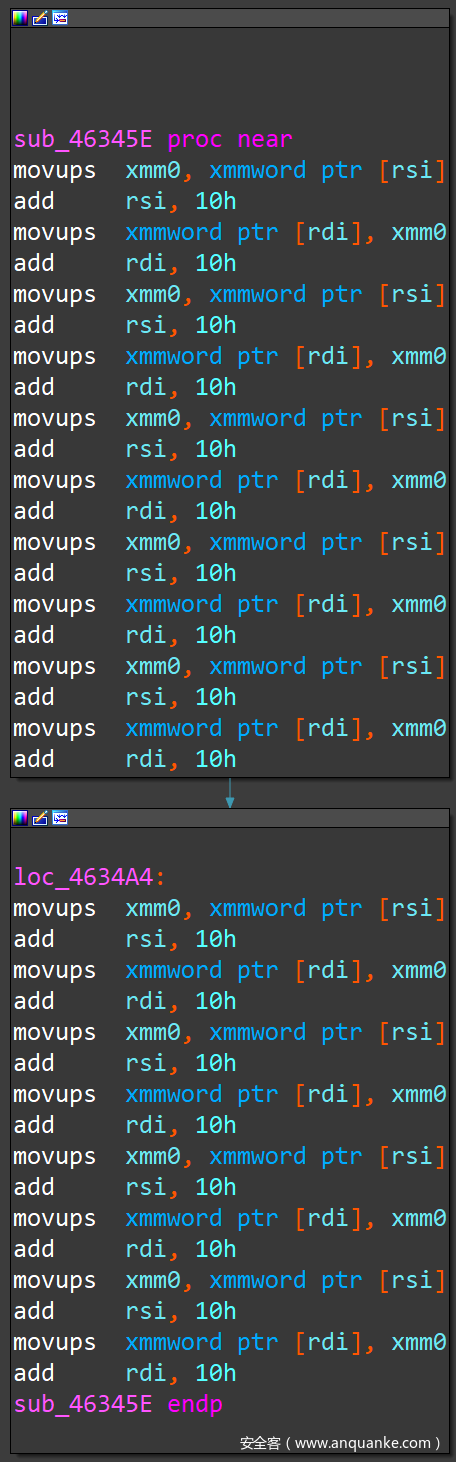 sub_46345E proc near
movups  xmm0, xmmword ptr [rsi]
add     rsi, 10h
movups  xmmword ptr [rdi], xmm0
add     rdi, 10h
movups  xmm0, xmmword ptr [rsi]
add     rsi, 10h
movups  xmmword ptr [rdi], xmm0
add     rdi, 10h
movups  xmm0, xmmword ptr [rsi]
add     rsi, 10h
movups  xmmword ptr [rdi], xmm0
add     rdi, 10h
movups  xmm0, xmmword ptr [rsi]
add     rsi, 10h
movups  xmmword ptr [rdi], xmm0
add     rdi, 10h
movups  xmm0, xmmword ptr [rsi]
add     rsi, 10h
movups  xmmword ptr [rdi], xmm0
add     rdi, 10h
loc_4634A4:
movups  xmm0, xmmword ptr [rsi]
add     rsi, 10h
movups  xmmword ptr [rdi], xmm0
add     rdi, 10h
movups  xmm0, xmmword ptr [rsi]
add     rsi, 10h
movups  xmmword ptr [rdi], xmm0
add     rdi, 10h
movups  xmm0, xmmword ptr [rsi]
add     rsi, 10h
movups  xmmword ptr [rdi], xmm0
add     rdi, 10h
movups  xmm0, xmmword ptr [rsi]
add     rsi, 10h
movups  xmmword ptr [rdi], xmm0
add     rdi, 10h
sub_46345E endp
安全客（www.anquanke.com）